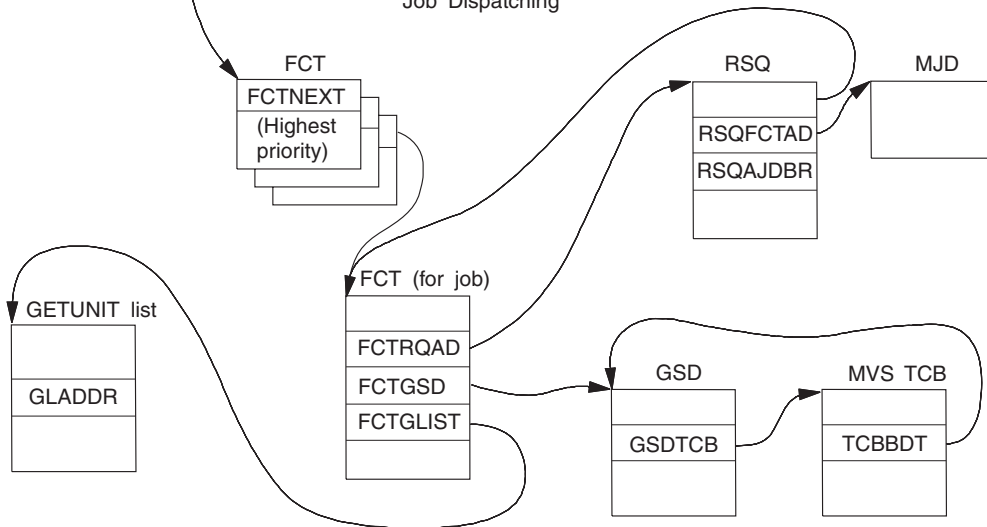 Job Dispatching
FCT
FCTNEXT
(Highest
priority)
RSQ
RSQFCTAD
RSQAJDBR
MJD
FCT (for job)
FCTRQAD
FCTGSD
FCTGLIST
GETUNIT list
GLADDR
GSD
GSDTCB
MVS TCB
TCBBDT